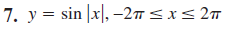 7. y = sin |x|, −2π ≤ x ≤ 2π